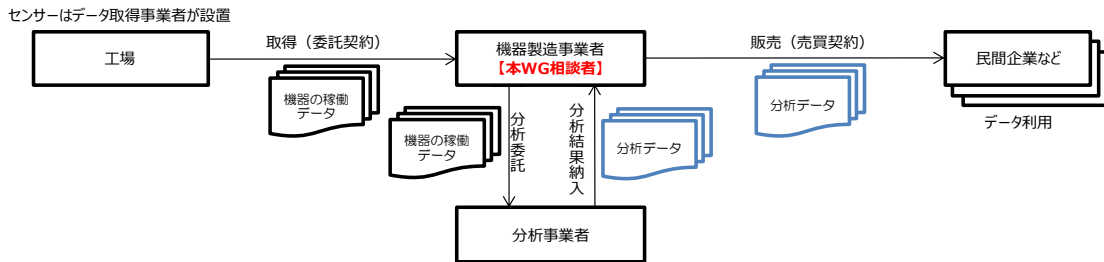 センサーはデータ取得事業者が設置
工場
取得（委託契約）
機器の稼働
データ
機器製造事業者
【本WG相談者】
販売（売買契約）
分析データ
民間企業など
データ利用
機器の稼働
データ
分析委託
分析結果納入
分析データ
分析事業者